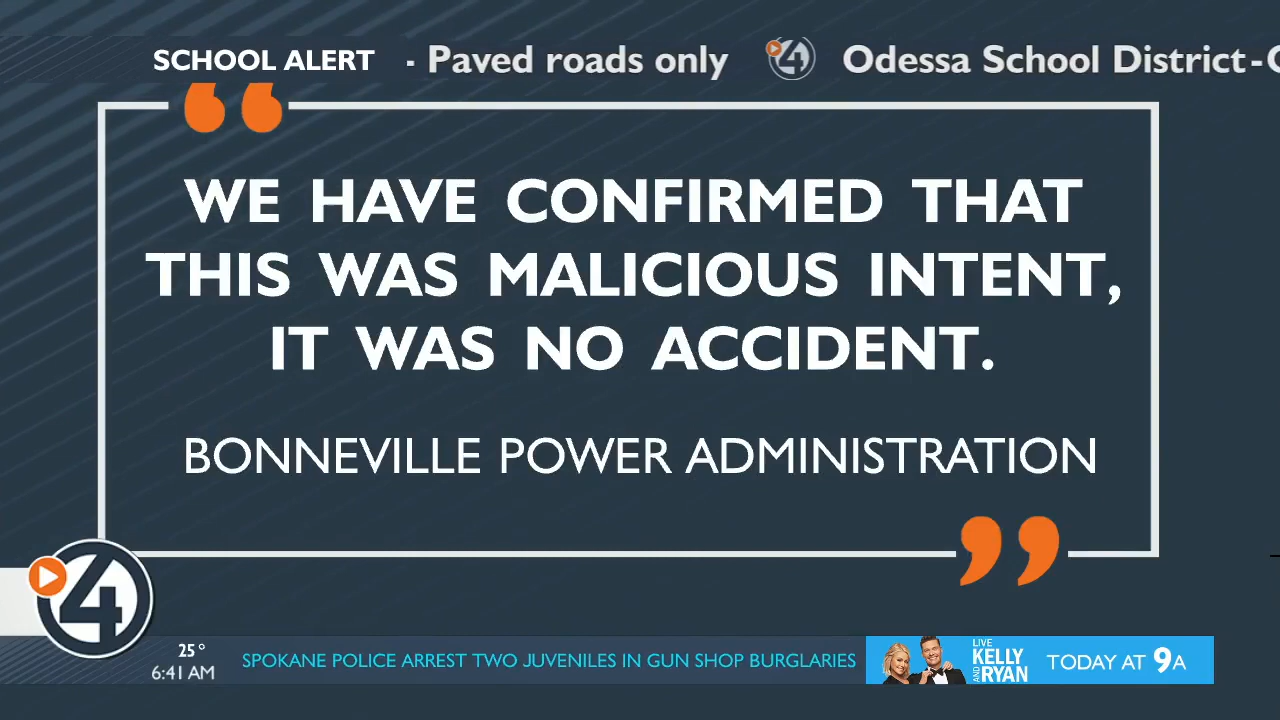 SCHOOL ALERT - Paved roads only 4 Odessa School District-
“
WE HAVE CONFIRMED THAT
THIS WAS MALICIOUS INTENT,
IT WAS NO ACCIDENT.
BONNEVILLE POWER ADMINISTRATION
”
4
25°
6:41 AM
SPOKANE POLICE ARREST TWO JUVENILES IN GUN SHOP BURGLARIES
LIVE
KELLY
AND RYAN
TODAY AT 9A